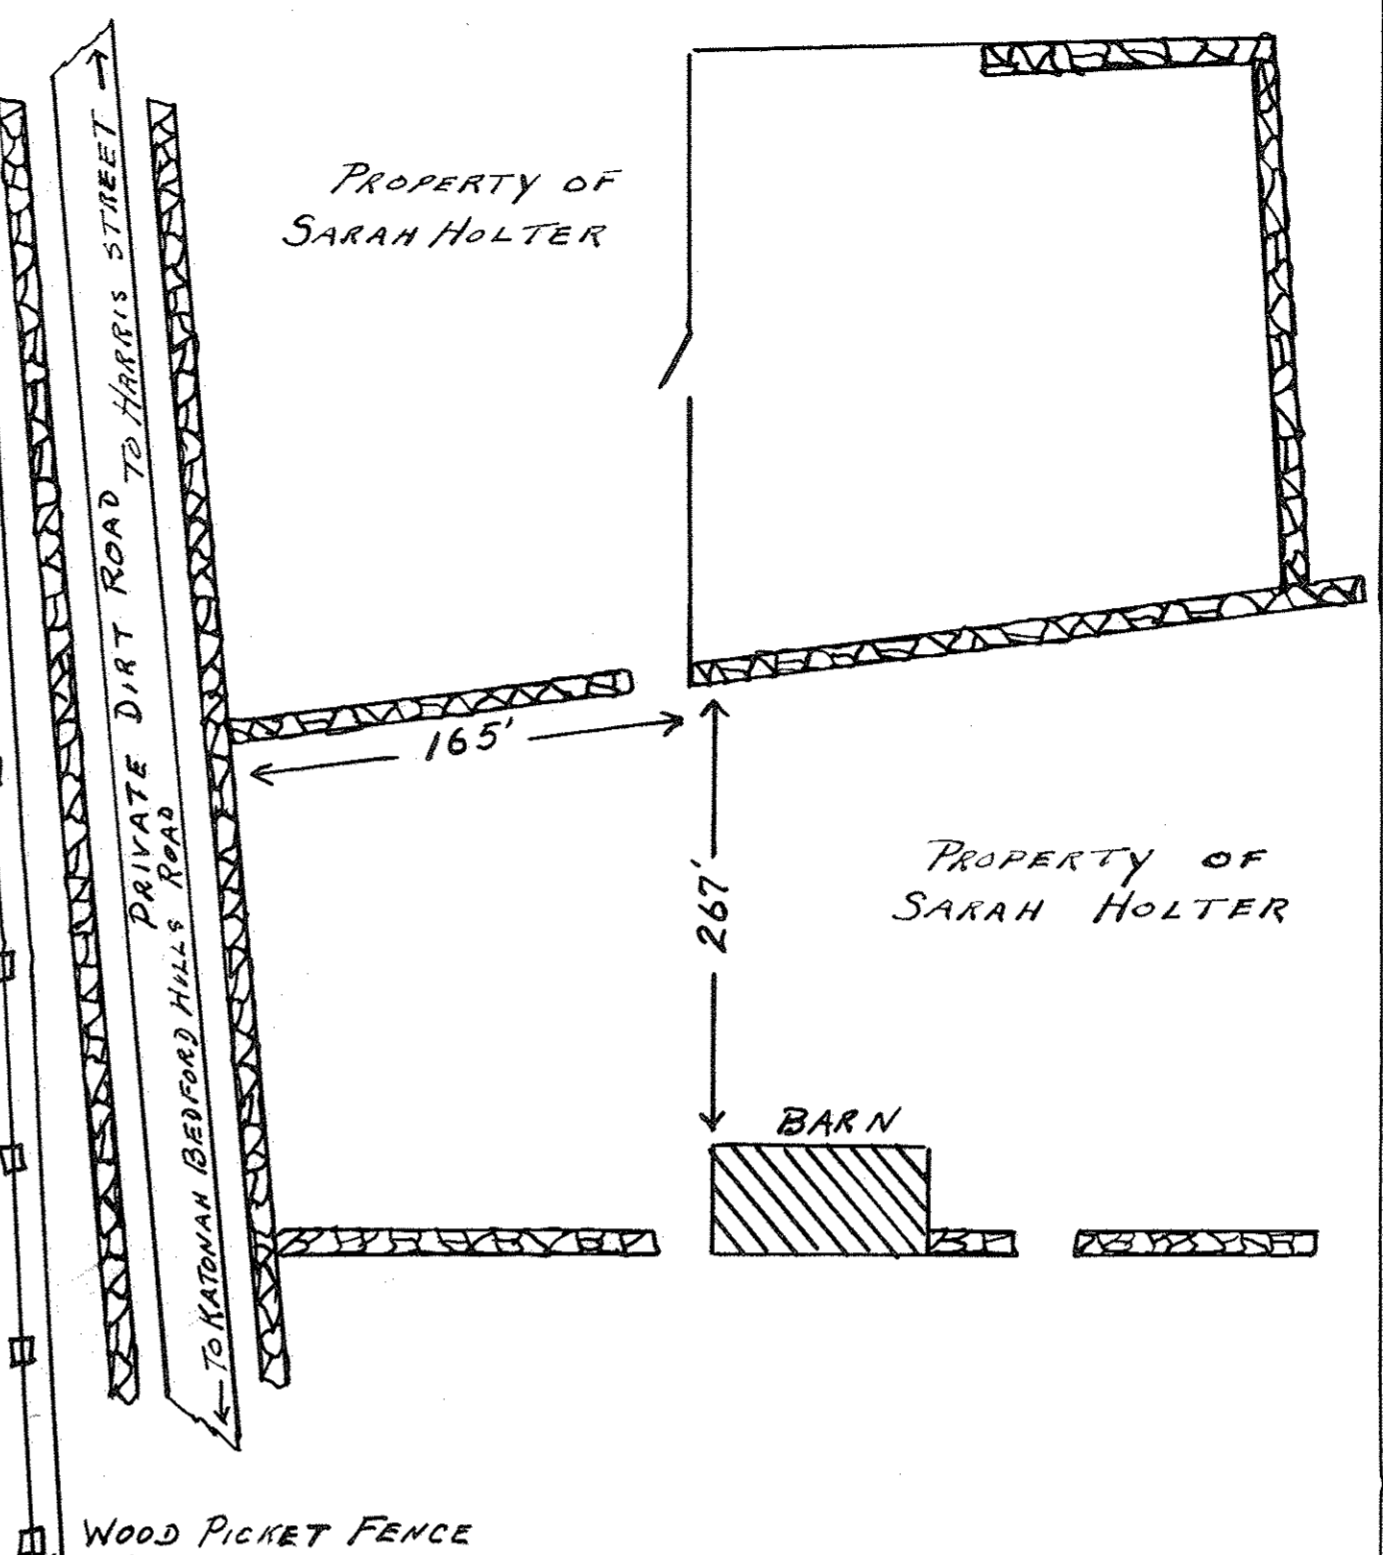 PROPERTY OF
SARAH HOLTER
TO HARRIS STREET
PRIVATE DIRT ROAD
TO KATONAH BEDFORD HILLS ROAD
165'
267'
PROPERTY OF
SARAH HOLTER
BARN
WOOD PICKET FENCE